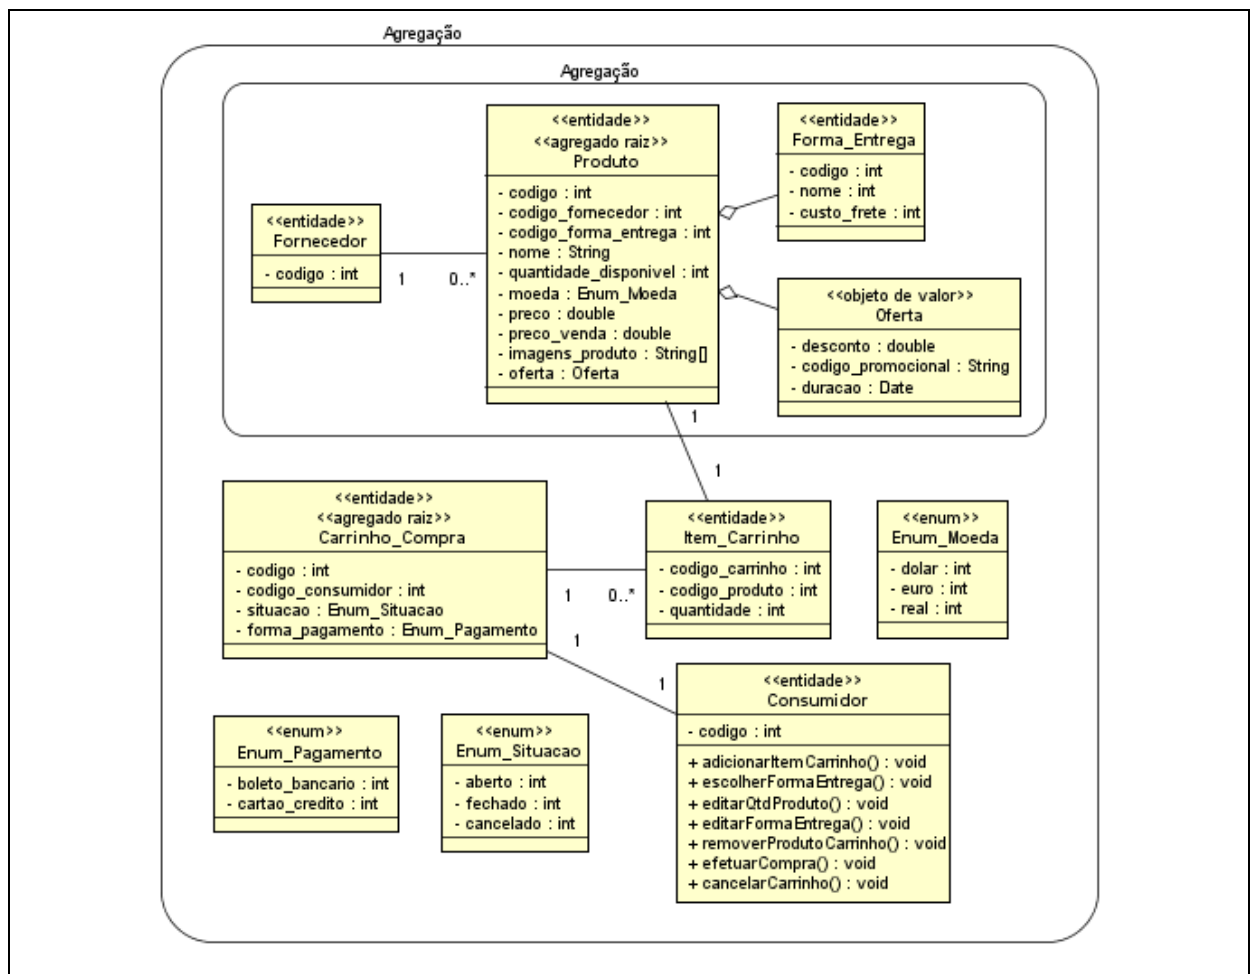 Agregação
Agregação
<<entidade>>
<<agregado raiz>>
Produto
- codigo : int
- codigo_fornecedor : int
- codigo_forma_entrega : int
- nome : String
- quantidade_disponivel : int
- moeda : Enum_Moeda
- preco : double
- preco_venda : double
- imagens_produto : String[]
- oferta : Oferta
<<entidade>>
Forma_Entrega
- codigo : int
- nome : int
- custo_frete : int
<<entidade>>
Fornecedor
- codigo : int
1
0..*
<<objeto de valor>>
Oferta
- desconto : double
- codigo_promocional : String
- duracao : Date
1
1
<<entidade>>
<<agregado raiz>>
Carrinho_Compra
- codigo : int
- codigo_consumidor : int
- situacao : Enum_Situacao
- forma_pagamento : Enum_Pagamento
1
0..*
<<entidade>>
Item_Carrinho
- codigo_carrinho : int
- codigo_produto : int
- quantidade : int
<<enum>>
Enum_Moeda
- dolar : int
- euro : int
- real : int
1
1
<<entidade>>
Consumidor
- codigo : int
+ adicionarItemCarrinho() : void
+ escolherFormaEntrega() : void
+ editarQtdProduto() : void
+ editarFormaEntrega() : void
+ removerProdutoCarrinho() : void
+ efetuarCompra() : void
+ cancelarCarrinho() : void
<<enum>>
Enum_Pagamento
- boleto_bancario : int
- cartao_credito : int
<<enum>>
Enum_Situacao
- aberto : int
- fechado : int
- cancelado : int